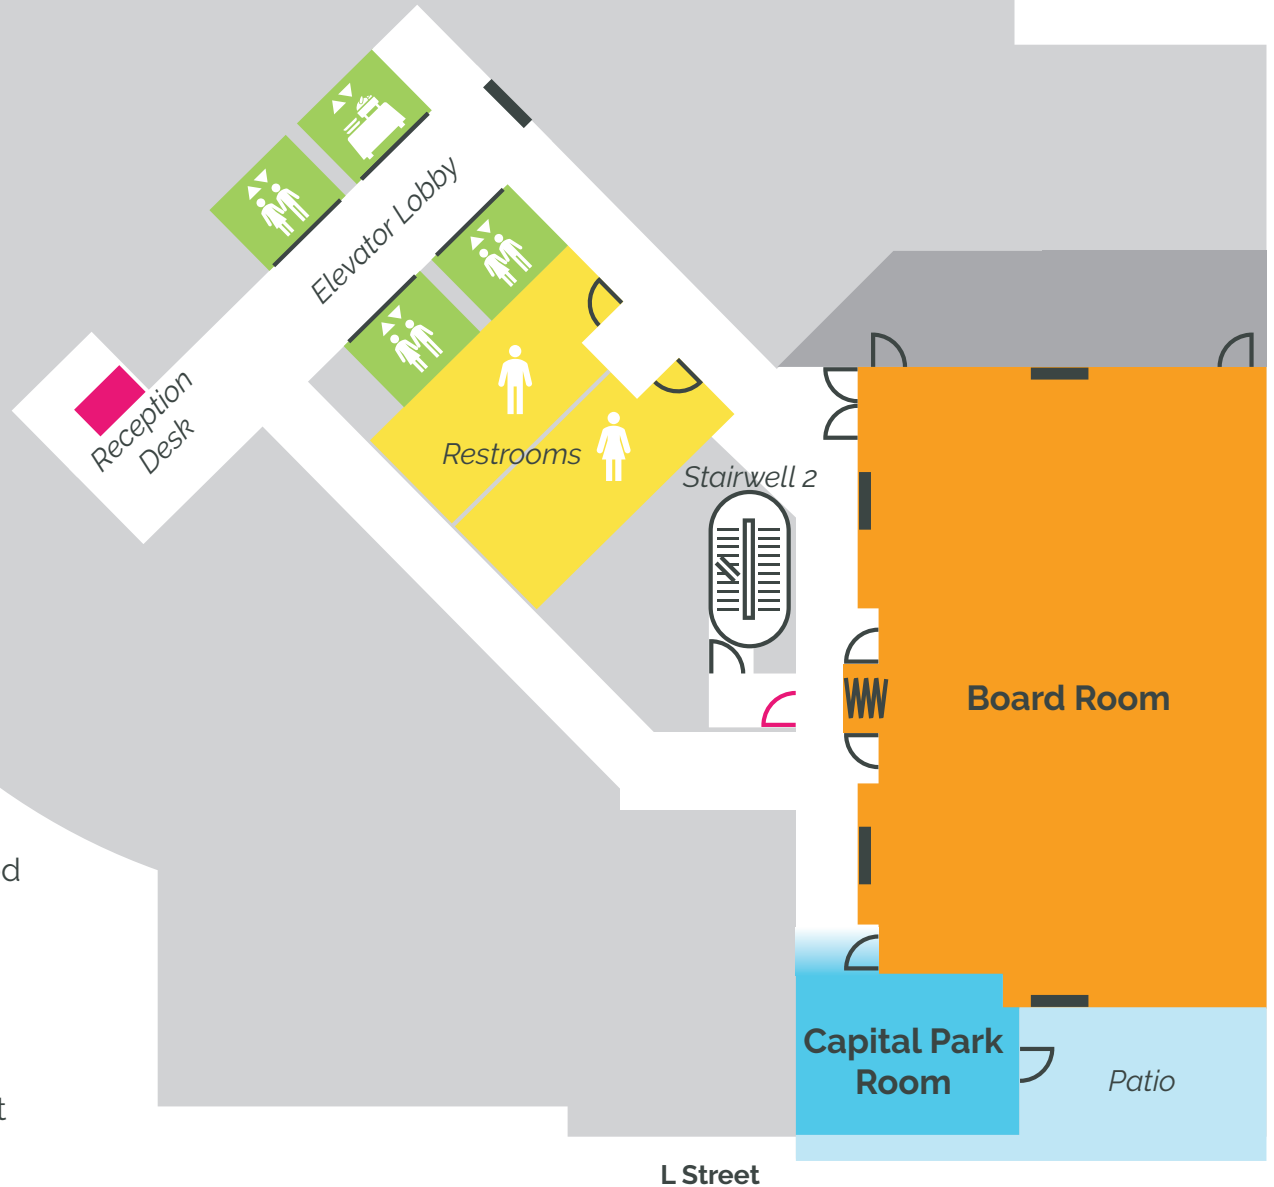 Elevator Lobby
Reception
Desk
Restrooms
Stairwell 2
Board Room
d
Capital Park
Room
Patio
t
L Street